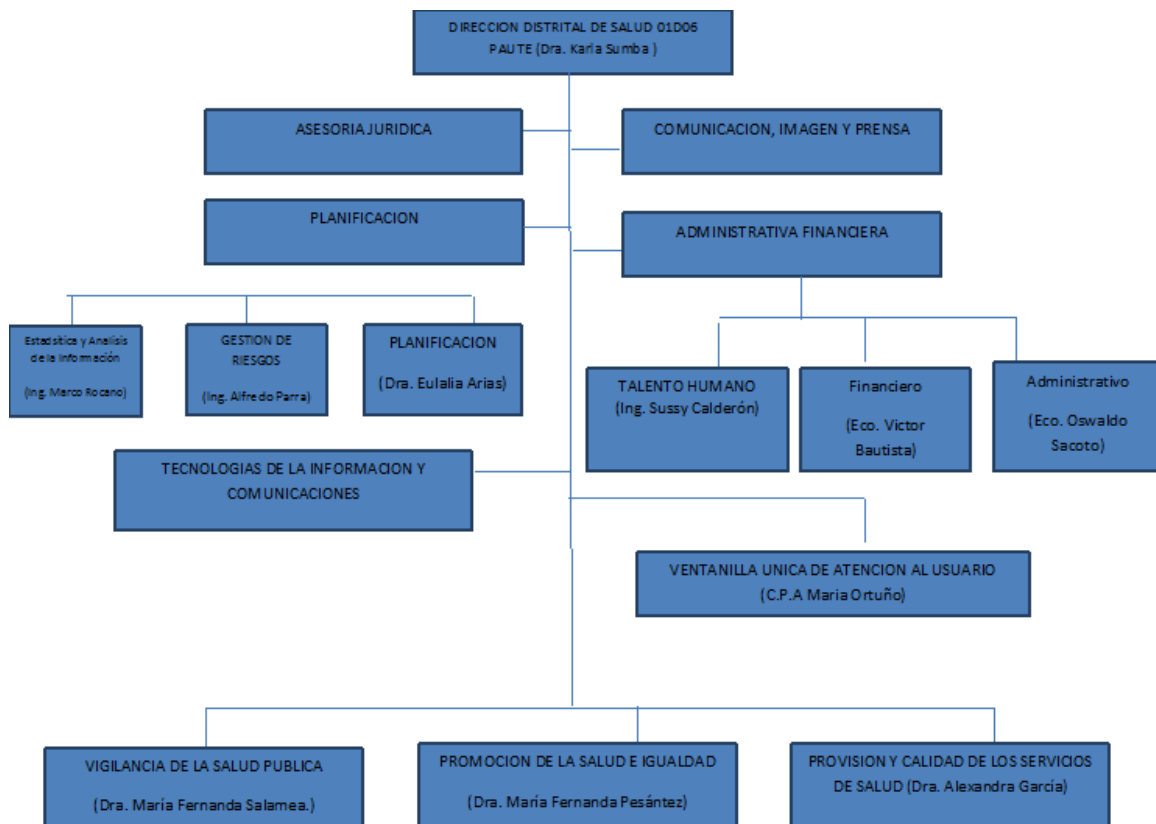 DIRECCION DISTRITAL DE SALUD 01D06
PAUTE (Dra. Karla Sumba )
ASESORIA JURIDICA
COMUNICACION, IMAGEN Y PRENSA
PLANIFICACION
ADMINISTRATIVA FINANCIERA
Estadsitica y Analisis
de la Información
(Ing. Marco Rocano)
GESTION DE
RIESGOS
(Ing. Alfredo Parra)
PLANIFICACION
(Dra. Eulalia Arias)
TALENTO HUMANO
(Ing. Sussy Calderón)
Financiero
(Eco. Victor
Bautista)
Administrativo
(Eco. Oswaldo
Sacoto)
TECNOLOGIAS DE LA INFORMACION Y
COMUNICACIONES
VENTANILLA UNICA DE ATENCION AL USUARIO
(C.P.A Maria Ortuño)
VIGILANCIA DE LA SALUD PUBLICA
(Dra. María Fernanda Salamea.)
PROMOCION DE LA SALUD E IGUALDAD
(Dra. María Fernanda Pesántez)
PROVISION Y CALIDAD DE LOS SERVICIOS
DE SALUD (Dra. Alexandra García)